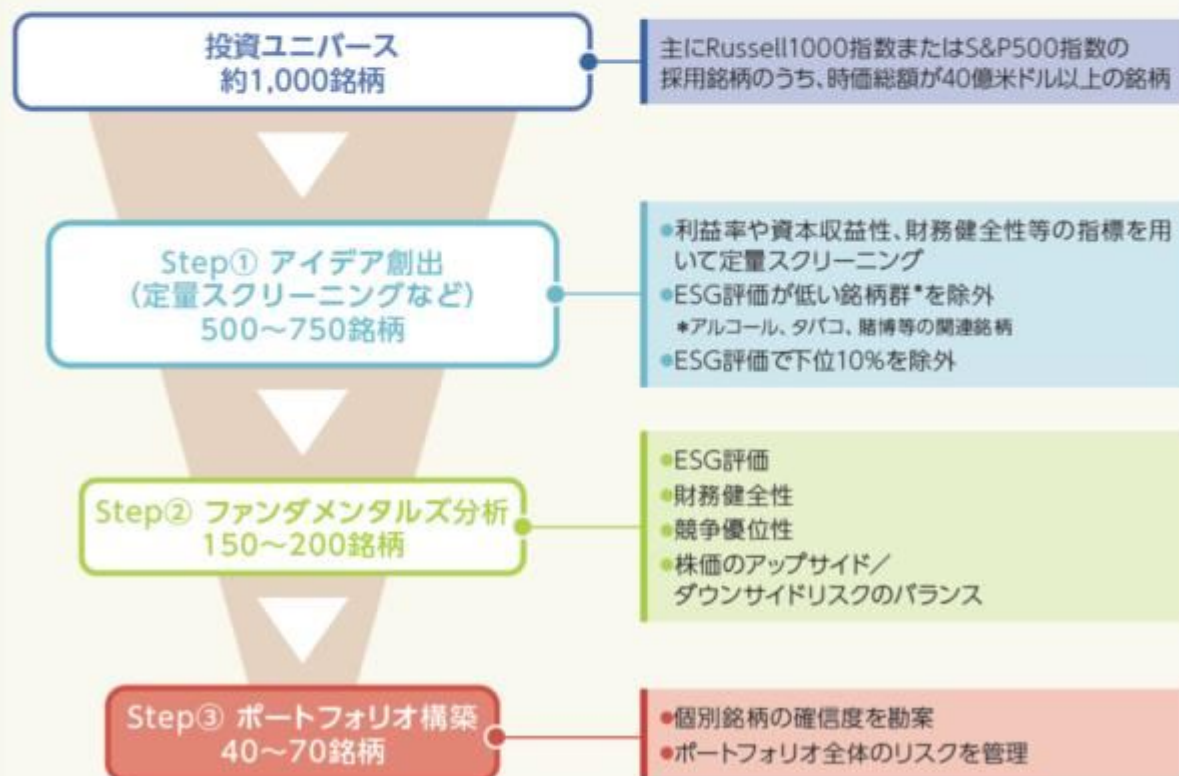 投資ユニバース
約1,000銘柄
主にRussell1000指数またはS&P500指数の
採用銘柄のうち、時価総額が40億米ドル以上の銘柄
Step① アイデア創出
（定量スクリーニングなど）
500～750銘柄
●利益率や資本収益性、財務健全性等の指標を用
いて定量スクリーニング
●ESG評価が低い銘柄群*を除外
*アルコール、タバコ、賭博等の関連銘柄
●ESG評価で下位10%を除外
Step② ファンダメンタルズ分析
150～200銘柄
●ESG評価
●財務健全性
●競争優位性
●株価のアップサイド／
ダウンサイドリスクのバランス
Step③ ポートフォリオ構築
40～70銘柄
●個別銘柄の確信度を勘案
●ポートフォリオ全体のリスクを管理